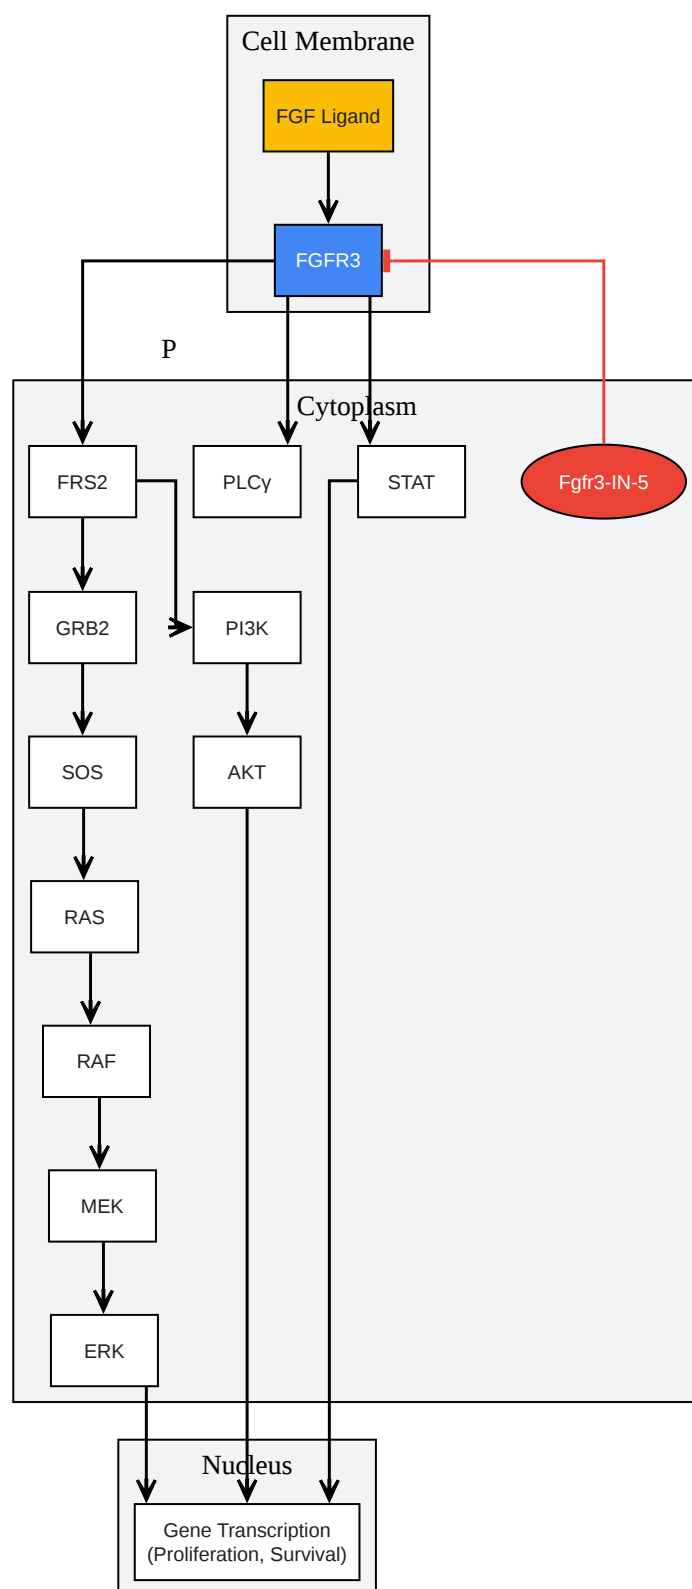 Cell Membrane
FGF Ligand
FGFR3
P
Cytoplasm
FRS2
PLCγ
STAT
Fgfr3-IN-5
GRB2
PI3K
SOS
AKT
RAS
RAF
MEK
ERK
Nucleus
Gene Transcription
(Proliferation, Survival)